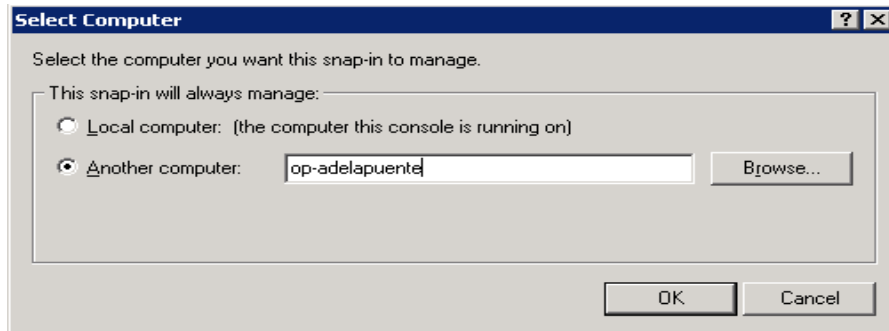 Select Computer
Select the computer you want this snap-in to manage.
This snap-in will always manage:
Local computer: (the computer this console is running on)
Another computer: op-adelapuente Browse...
OK Cancel